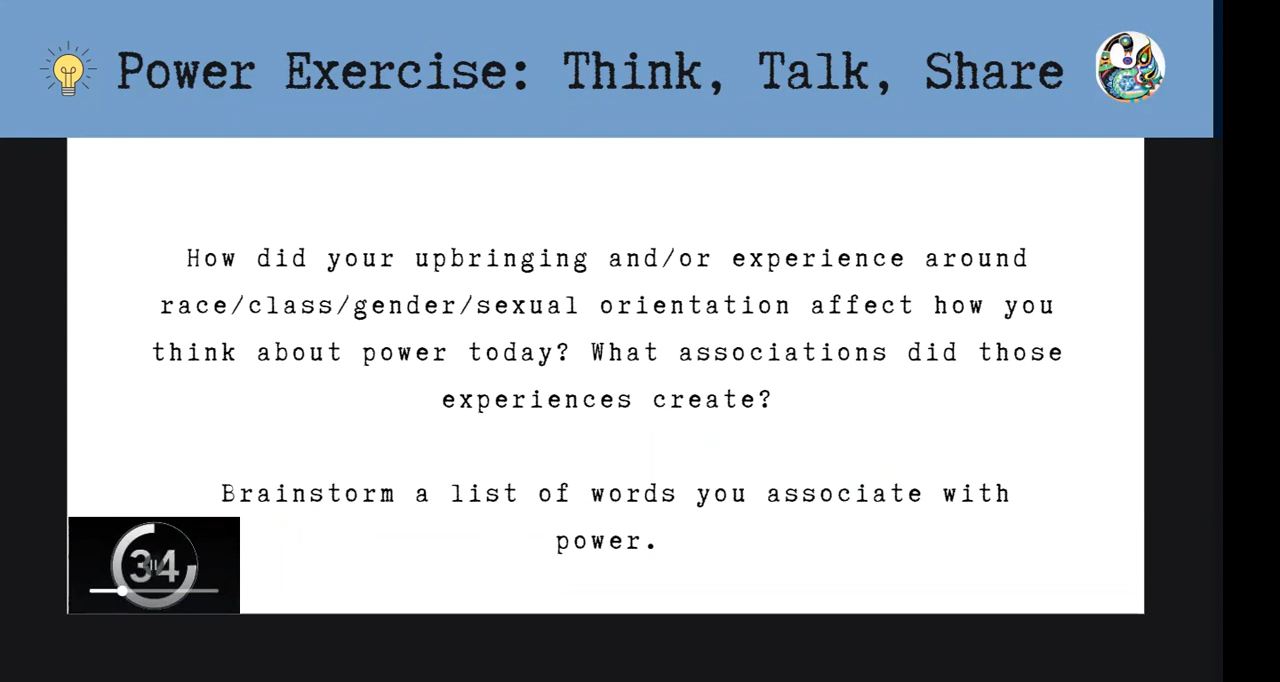 Power Exercise: Think, Talk, Share
How did your upbringing and/or experience around
race/class/gender/sexual orientation affect how you
think about power today? What associations did those
experiences create?
Brainstorm a list of words you associate with
power.
34